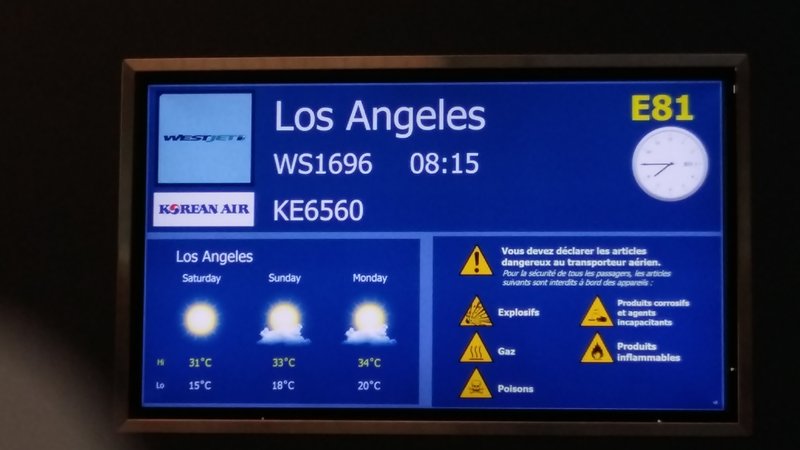 WESTJET
Los Angeles
E81
WS1696 08:15
KOREAN AIR
KE6560
Los Angeles
Saturday Sunday Monday
Hi 31°C 33°C 34°C
Lo 15°C 18°C 20°C
Vous devez déclarer les articles
dangereux au transporteur aérien.
Pour la sécurité de tous les passagers, les articles
suivants sont interdits à bord des appareils :
Explosifs
Produits corrosifs
et agents
incapacitants
Gaz
Produits
inflammables
Poisons